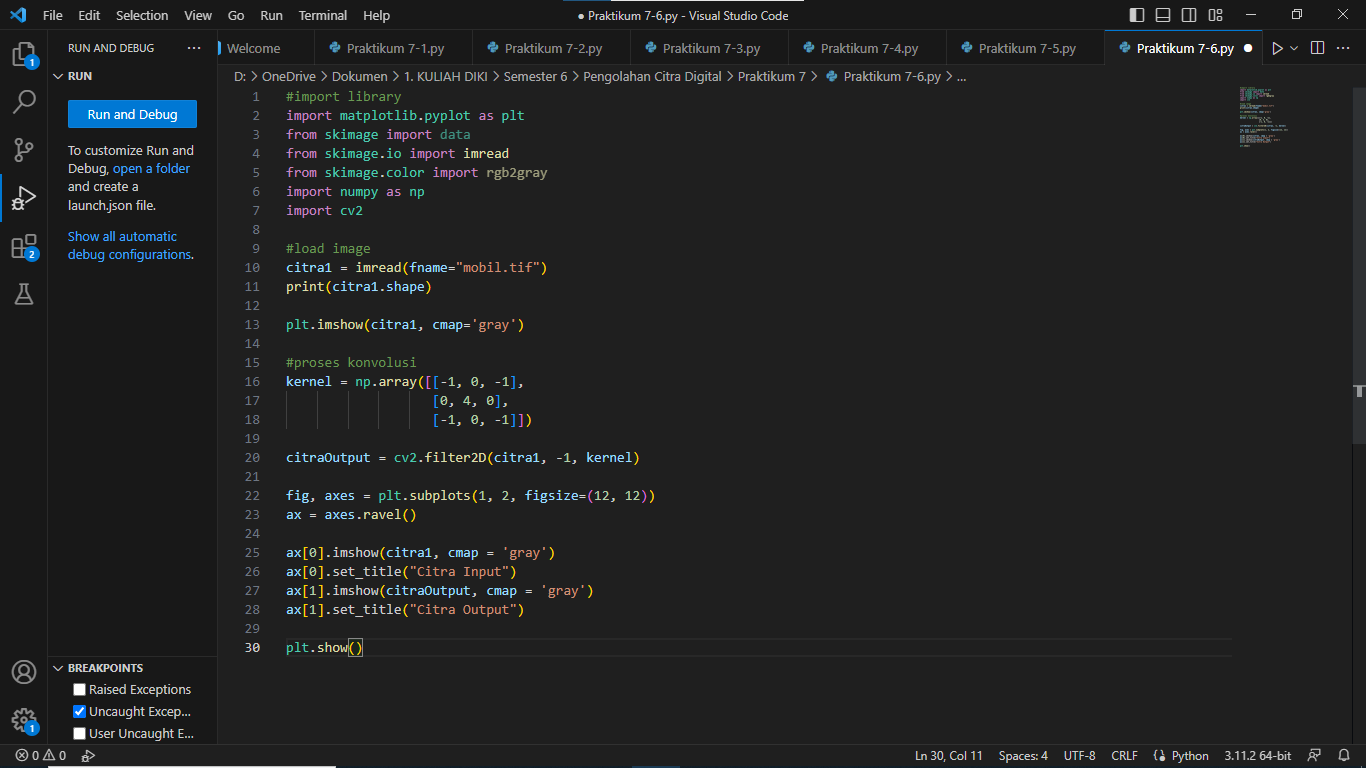 File Edit Selection View Go Run Terminal Help ● Praktikum 7-6.py - Visual Studio Code
RUN AND DEBUG ···
Welcome Praktikum 7-1.py Praktikum 7-2.py Praktikum 7-3.py Praktikum 7-4.py Praktikum 7-5.py Praktikum 7-6.py ●
D: > OneDrive > Dokumen > 1. KULIAH DIKI > Semester 6 > Pengolahan Citra Digital > Praktikum 7 > Praktikum 7-6.py > ...
RUN
Run and Debug
To customize Run and
Debug, open a folder
and create a
launch.json file.
Show all automatic
debug configurations.
1
2
1
1 #import library
2 import matplotlib.pyplot as plt
3 from skimage import data
4 from skimage.io import imread
5 from skimage.color import rgb2gray
6 import numpy as np
7 import cv2
8
9 #load image
10 citra1 = imread(fname="mobil.tif")
11 print(citra1.shape)
12
13 plt.imshow(citra1, cmap='gray')
14
15 #proses konvolusi
16 kernel = np.array([[-1, 0, -1],
17 [0, 4, 0],
18 [-1, 0, -1]])
19
20 citraOutput = cv2.filter2D(citra1, -1, kernel)
21
22 fig, axes = plt.subplots(1, 2, figsize=(12, 12))
23 ax = axes.ravel()
24
25 ax[0].imshow(citra1, cmap = 'gray')
26 ax[0].set_title("Citra Input")
27 ax[1].imshow(citraOutput, cmap = 'gray')
28 ax[1].set_title("Citra Output")
29
30 plt.show()
BREAKPOINTS
Raised Exceptions
Uncaught Excep...
User Uncaught E...
0 0 Ln 30, Col 11 Spaces: 4 UTF-8 CRLF Python 3.11.2 64-bit